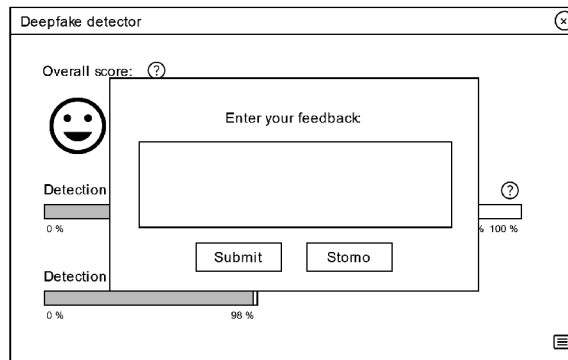 Deepfake detector
Overall score: ?
Enter your feedback:
Detection
?
0 %
% 100 %
Submit
Stomo
Detection
0 %
98 %